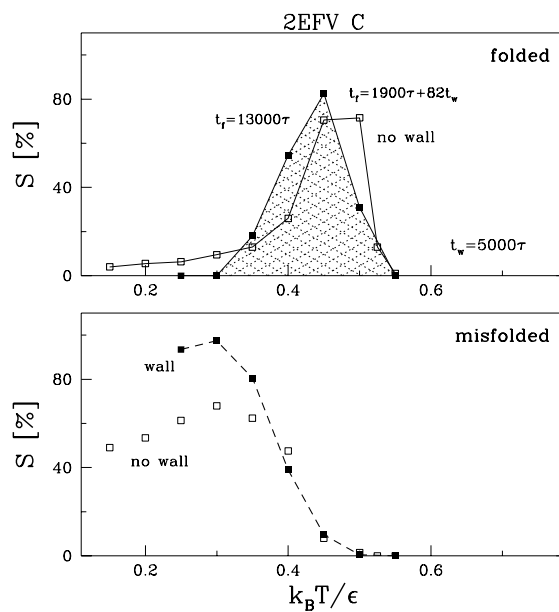 2EFV C
folded
80
t_f=1900τ+82t_w
t_f=13000τ
no wall
S [%]
40
t_w=5000τ
0
0.2 0.4 0.6
misfolded
wall
80
no wall
S [%]
40
0
0.2 0.4 0.6
k_BT/ϵ